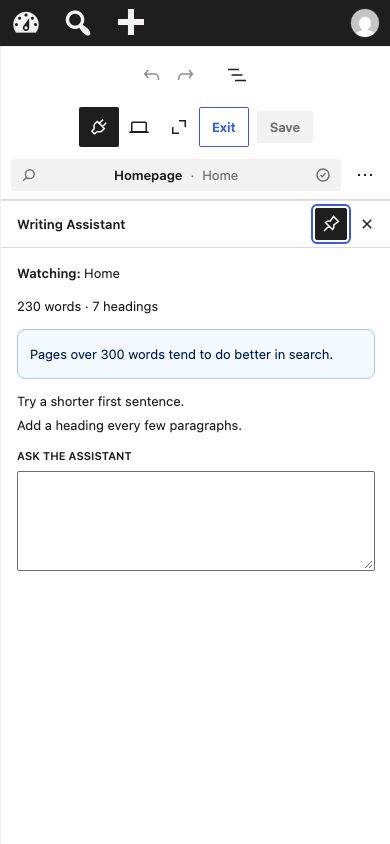 Exit
Save
Homepage · Home
Writing Assistant
Watching: Home
230 words · 7 headings
Pages over 300 words tend to do better in search.
Try a shorter first sentence.
Add a heading every few paragraphs.
ASK THE ASSISTANT